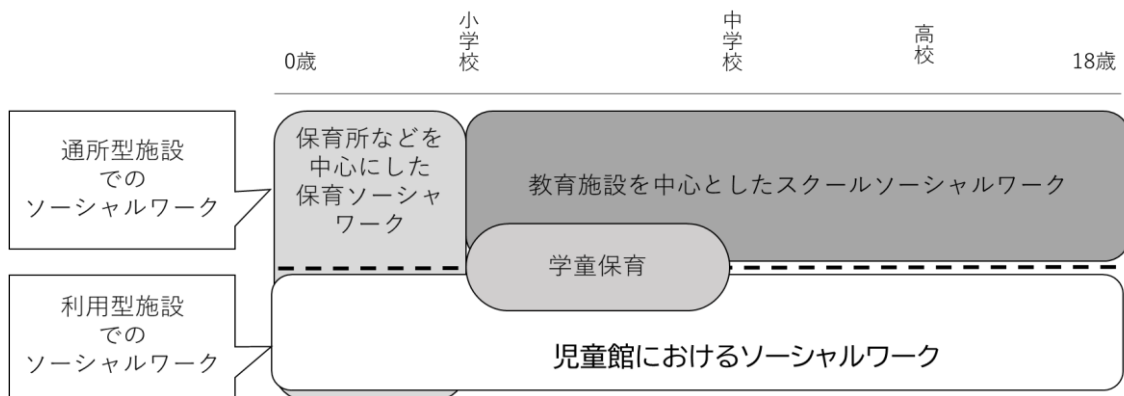 0歳
小学校
中学校
高校
18歳
通所型施設
での
ソーシャルワーク
保育所などを
中心にした
保育ソーシャ
ワーク
教育施設を中心としたスクールソーシャルワーク
学童保育
利用型施設
での
ソーシャルワーク
児童館におけるソーシャルワーク